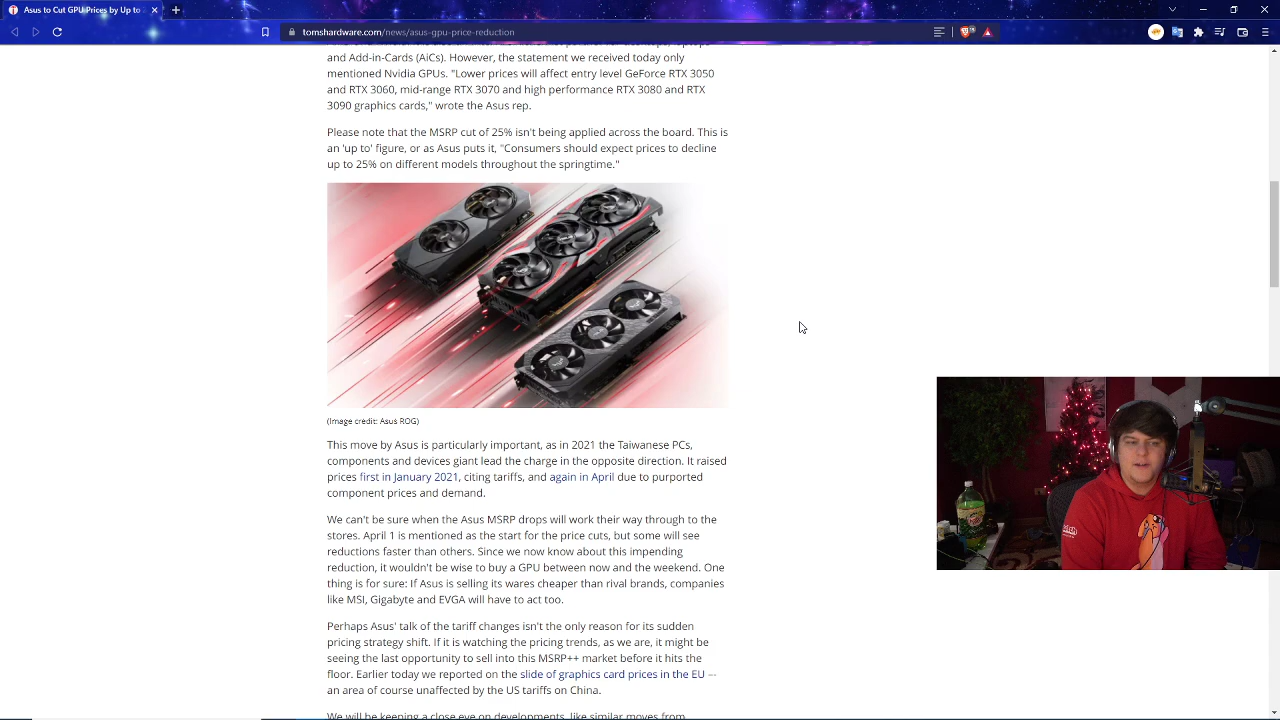 Asus to Cut GPU Prices by Up to
tomshardware.com/news/asus-gpu-price-reduction
and Add-in-Cards (AICs). However, the statement we received today only
mentioned Nvidia GPUs. "Lower prices will affect entry level GeForce RTX 3050
and RTX 3060, mid-range RTX 3070 and high performance RTX 3080 and RTX
3090 graphics cards," wrote the Asus rep.
Please note that the MSRP cut of 25% isn't being applied across the board. This is
an 'up to' figure, or as Asus puts it, "Consumers should expect prices to decline
up to 25% on different models throughout the springtime."
(Image credit: Asus ROG)
This move by Asus is particularly important, as in 2021 the Taiwanese PCs,
components and devices giant lead the charge in the opposite direction. It raised
prices first in January 2021, citing tariffs, and again in April due to purported
component prices and demand.
We can't be sure when the Asus MSRP drops will work their way through to the
stores. April 1 is mentioned as the start for the price cuts, but some will see
reductions faster than others. Since we now know about this impending
reduction, it wouldn't be wise to buy a GPU between now and the weekend. One
thing is for sure: If Asus is selling its wares cheaper than rival brands, companies
like MSI, Gigabyte and EVGA will have to act too.
Perhaps Asus' talk of the tariff changes isn't the only reason for its sudden
pricing strategy shift. If it is watching the pricing trends, as we are, it might be
seeing the last opportunity to sell into this MSRP++ market before it hits the
floor. Earlier today we reported on the slide of graphics card prices in the EU —
an area of course unaffected by the US tariffs on China.
We will be keeping a close eye on developments, like similar moves from